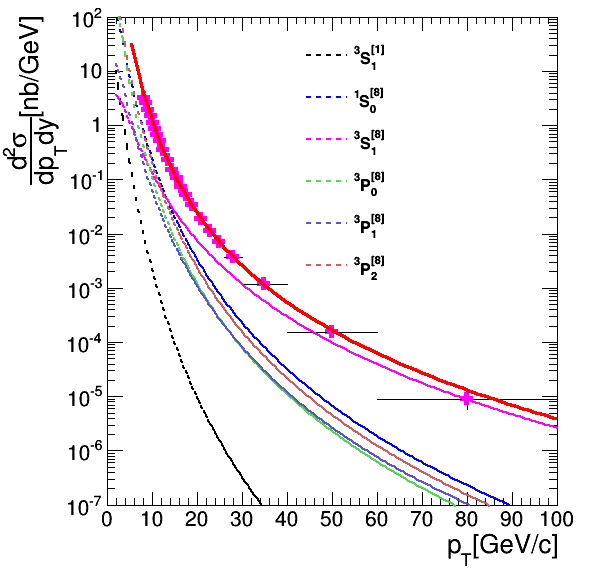 d²σ/dp_T dy [nb/GeV]
10²
10
1
10⁻¹
10⁻²
10⁻³
10⁻⁴
10⁻⁵
10⁻⁶
10⁻⁷
³S₁^[1]
¹S₀^[8]
³S₁^[8]
³P₀^[8]
³P₁^[8]
³P₂^[8]
0 10 20 30 40 50 60 70 80 90 100
p_T[GeV/c]